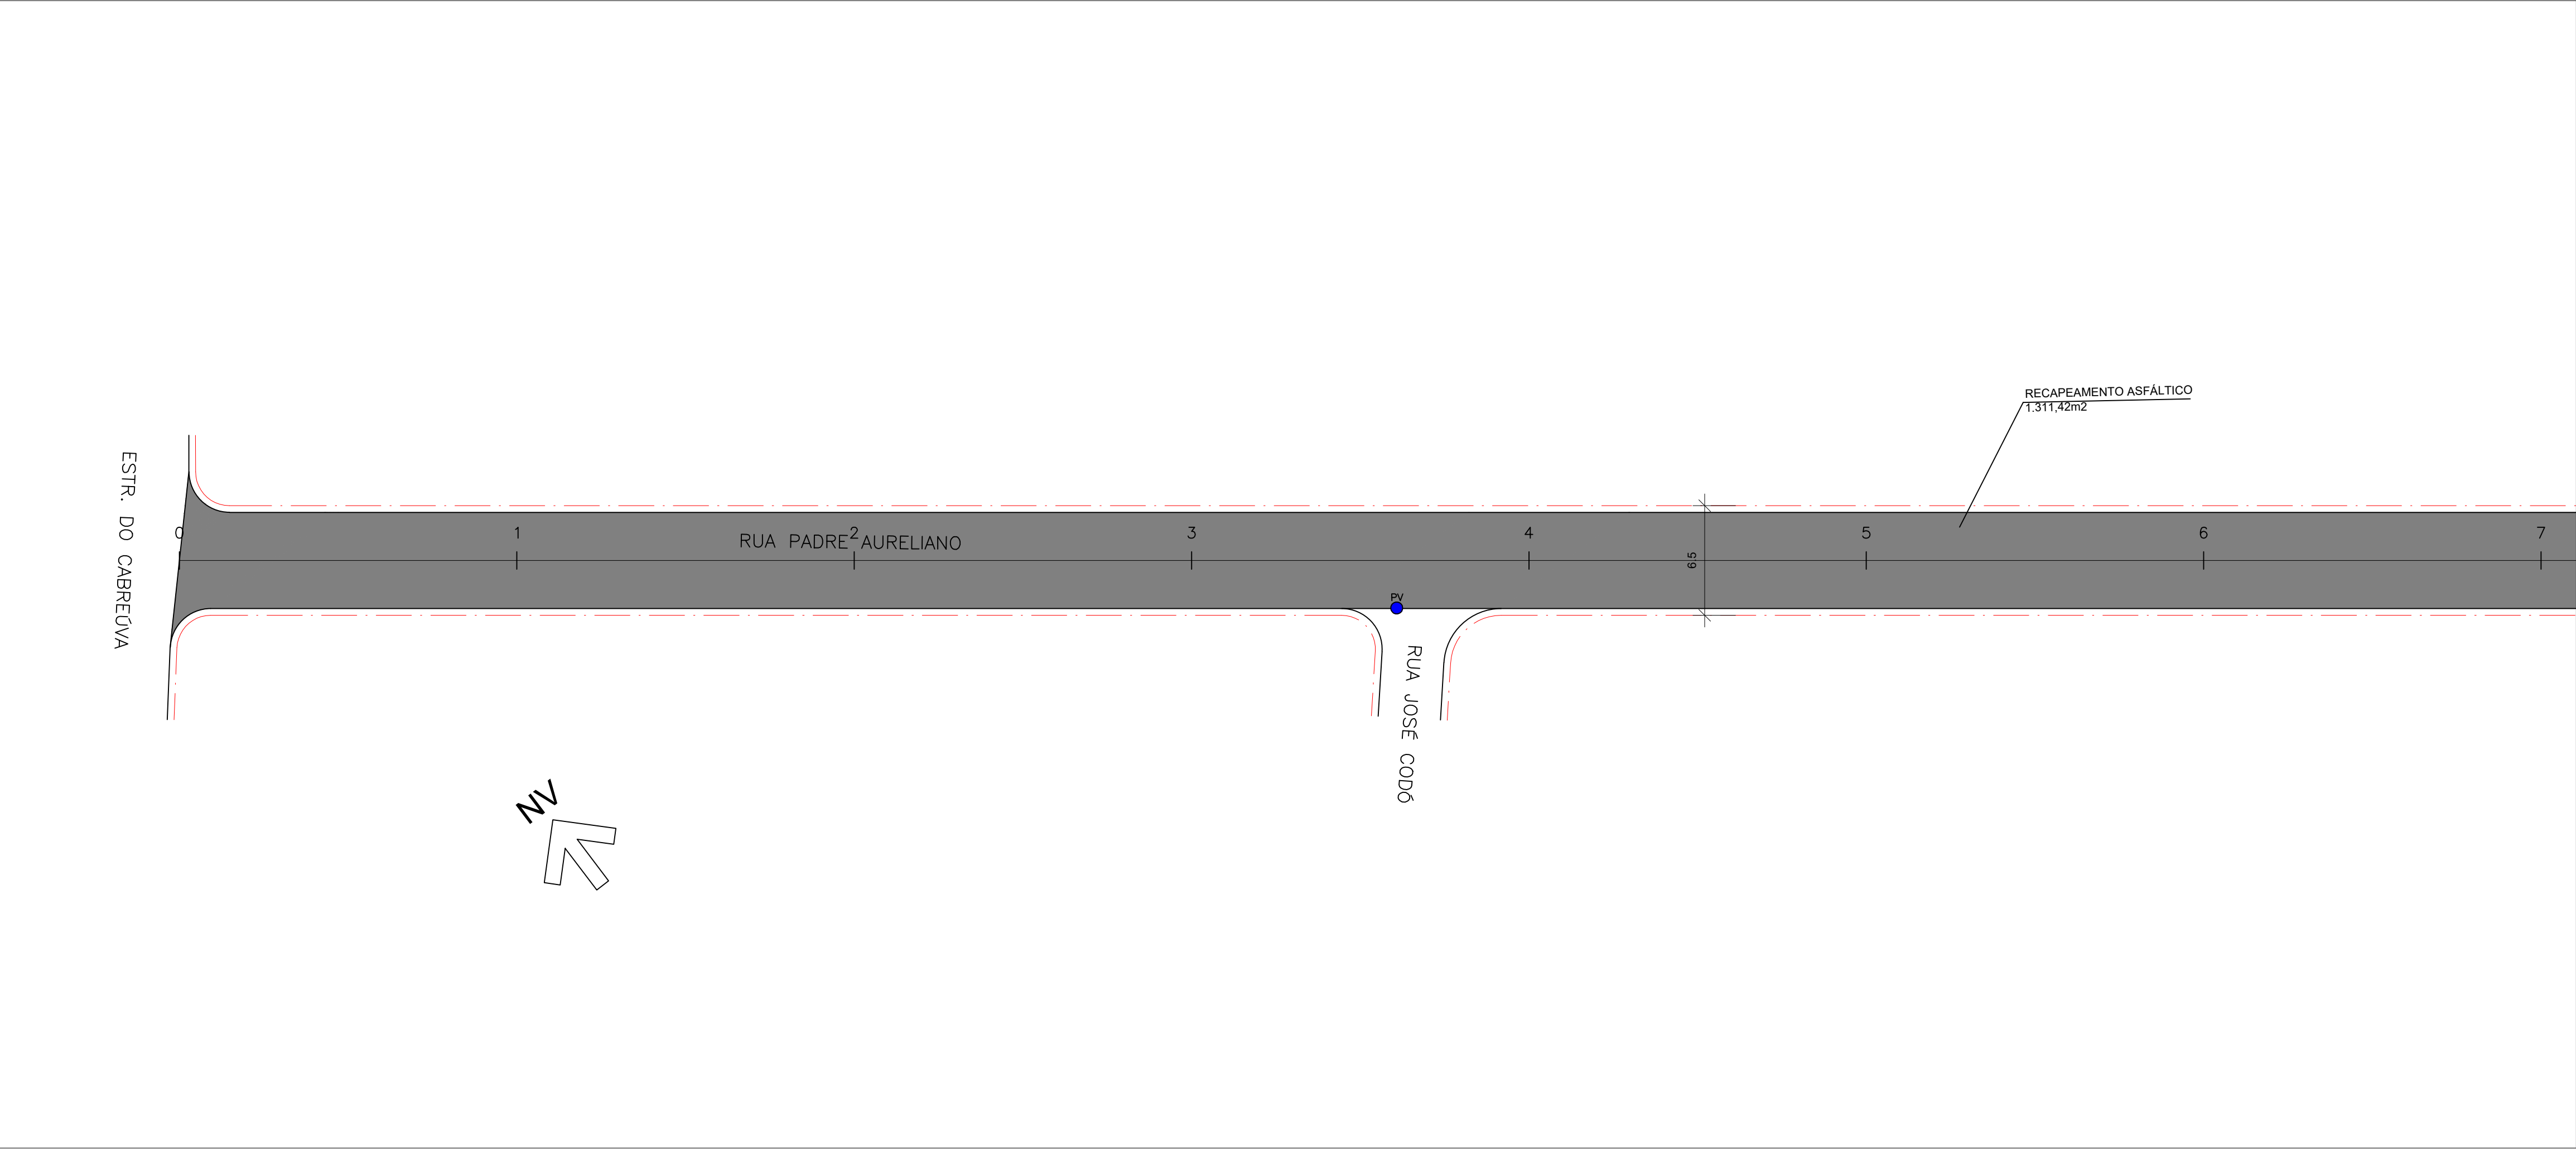 RECAPEAMENTO ASFÁLTICO
1.311,42m2
ESTR. DO CABREÚVA
0
1
2
3
4
5
6
7
RUA PADRE AURELIANO
6.5
PV
RUA JOSÉ CODÓ
NV